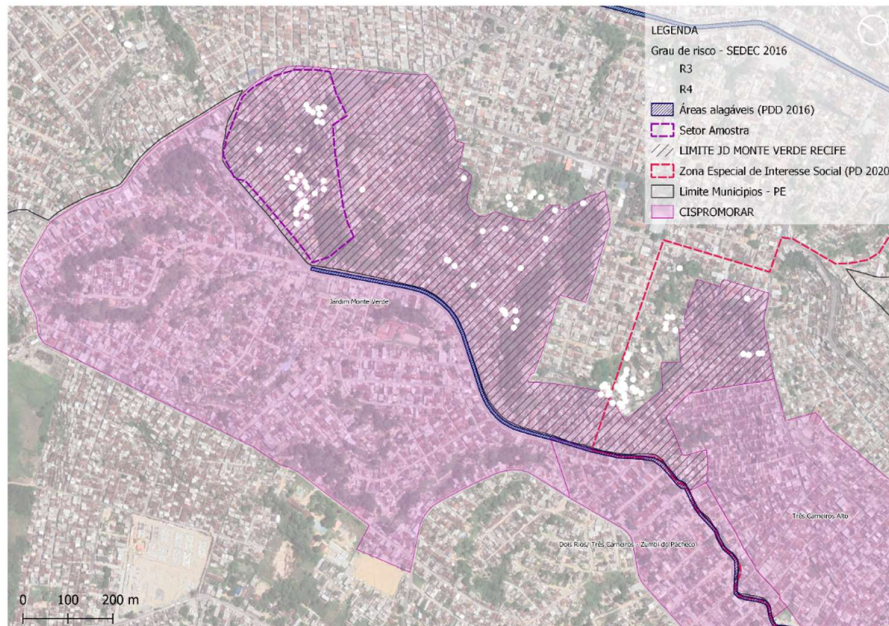 LEGENDA
Grau de risco - SEDEC 2016
R3
R4
Áreas alagáveis (PDD 2016)
Setor Amostra
LIMITE JD MONTE VERDE RECIFE
Zona Especial de Interesse Social (PD 2020
Limite Municípios - PE
CISPROMORAR
Jardim Monte Verde
Três Carneiros Alto
Dois Rios/ Três Carneiros - Zumbi do Pacheco
0 100 200 m